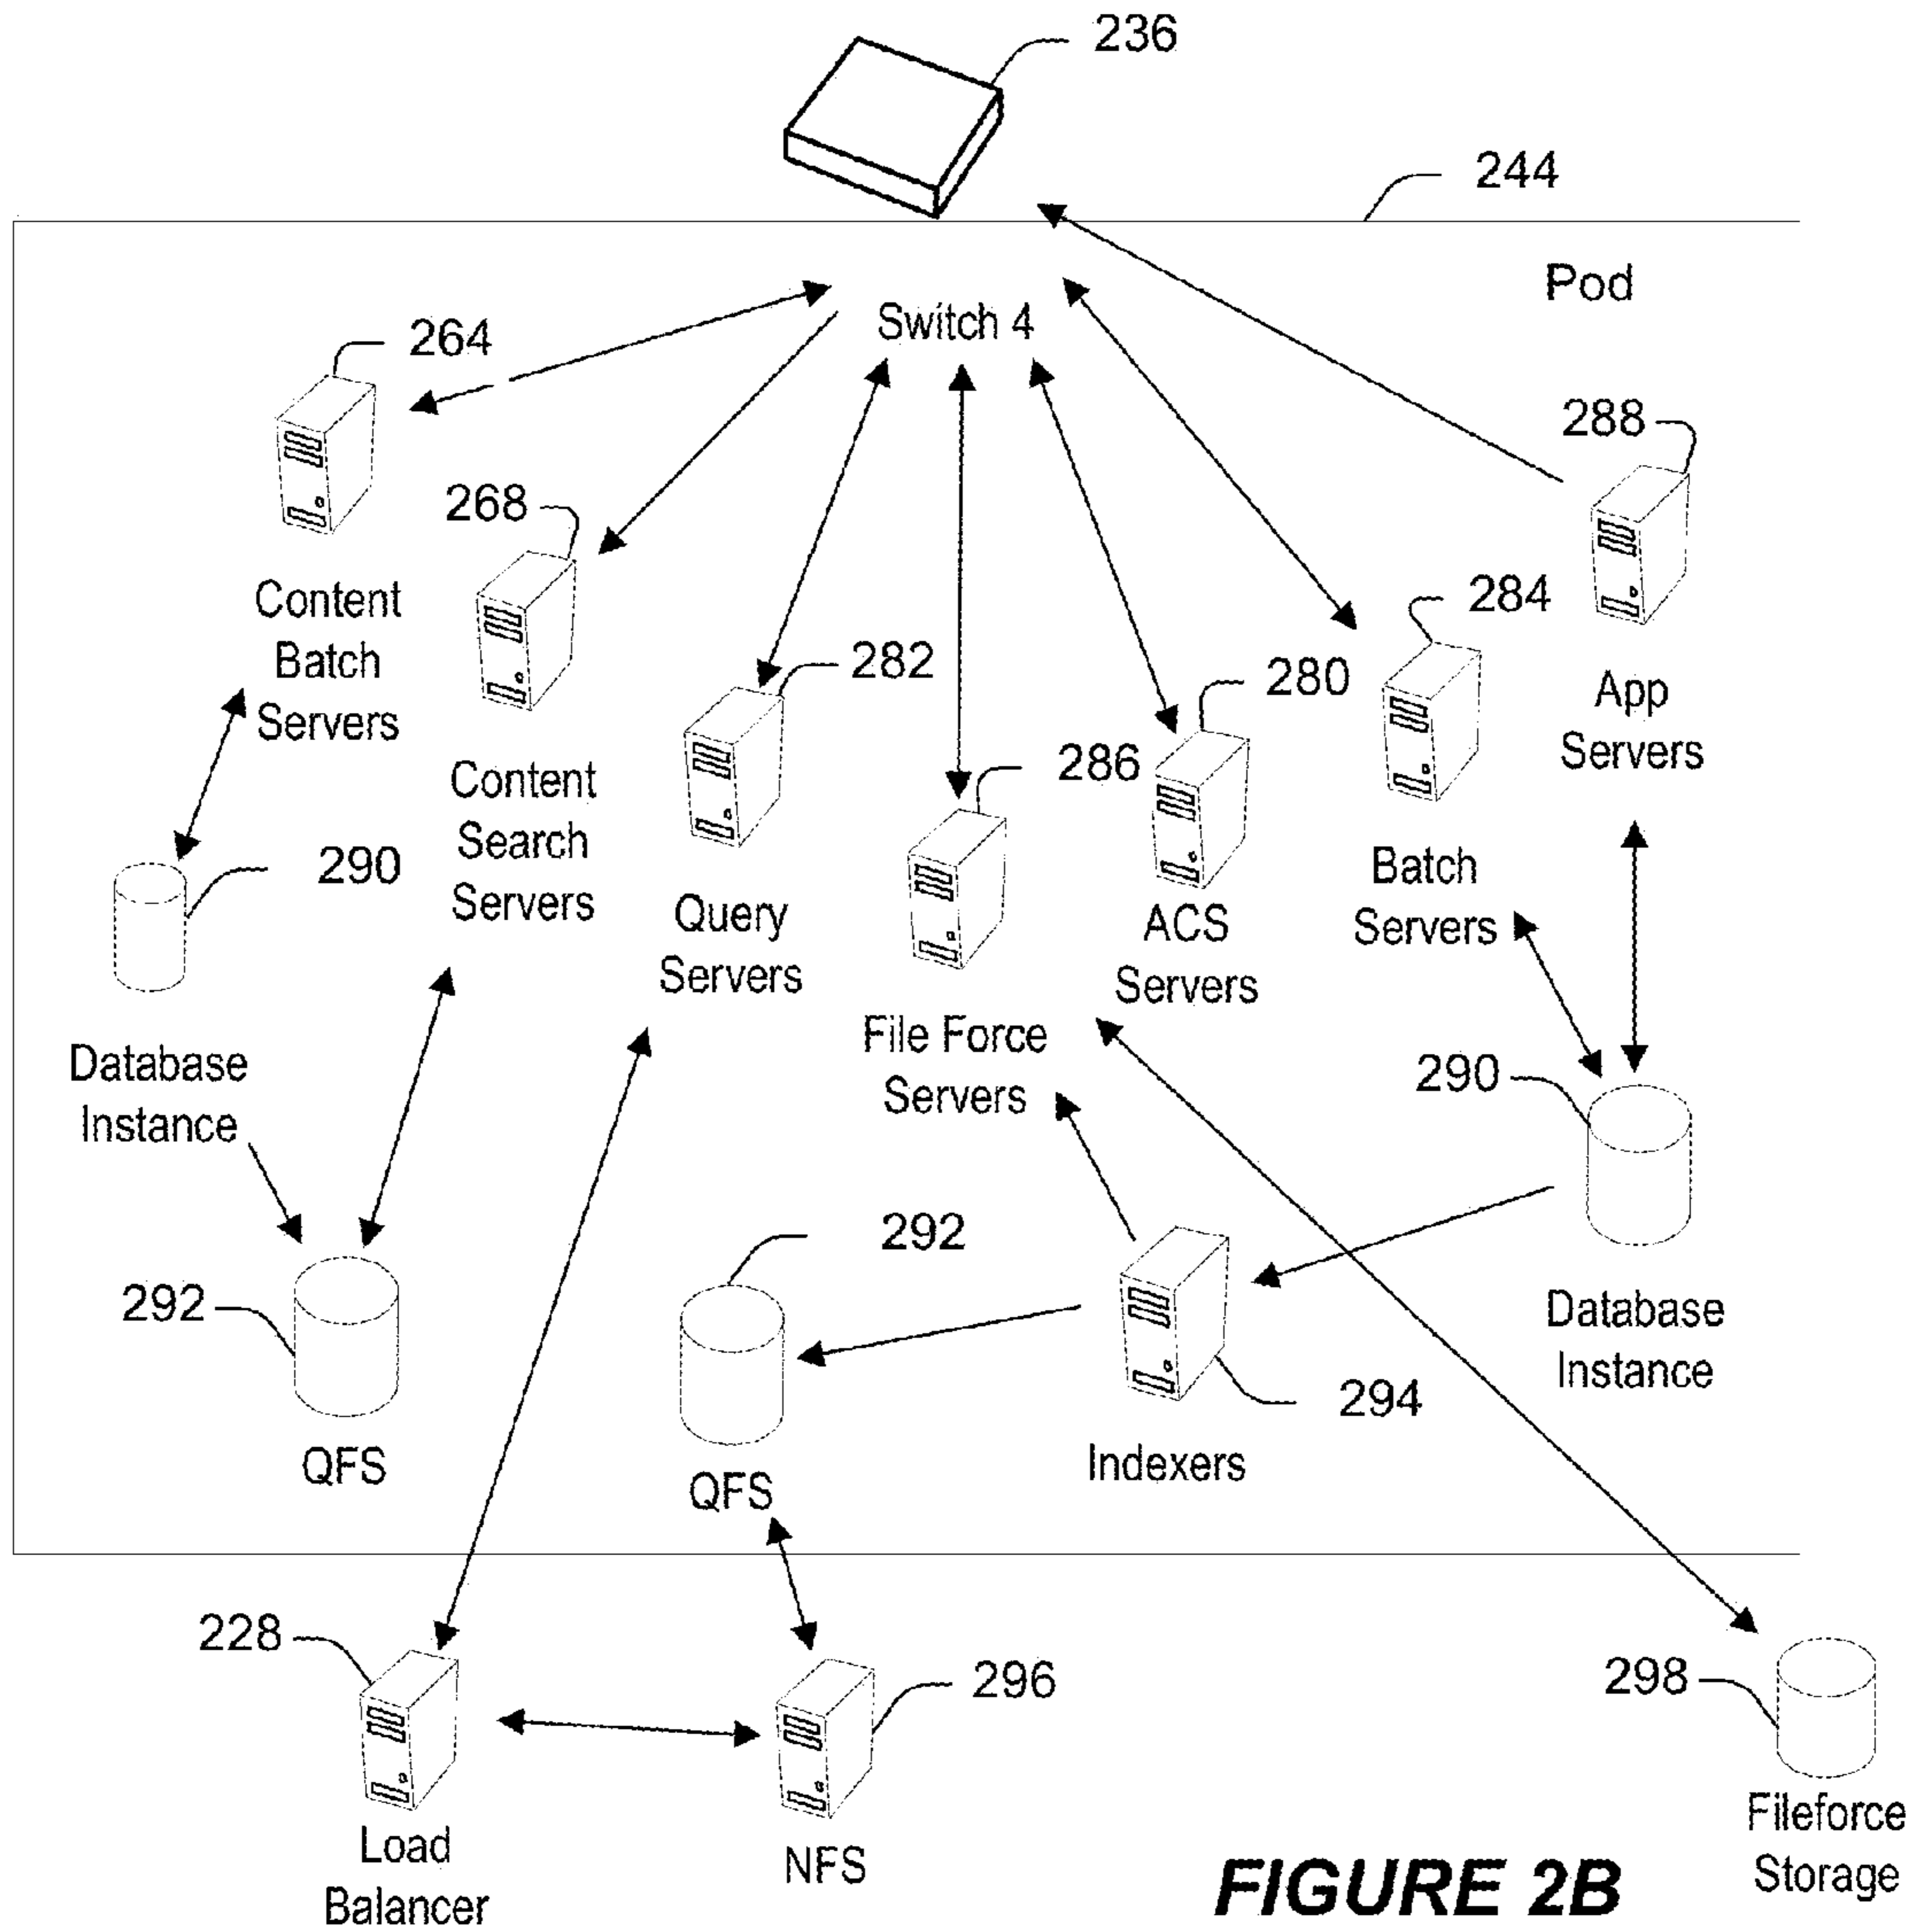 236
244
Pod
Switch 4
264
288
268
Content
Batch
Servers
284
282
280
App
Servers
286
Content
Search
Servers
290
Batch
Servers
Query
Servers
ACS
Servers
File Force
Servers
Database
Instance
290
292
292
Database
Instance
294
QFS
QFS
Indexers
228
296
298
Load
Balancer
NFS
Fileforce
Storage
FIGURE 2B